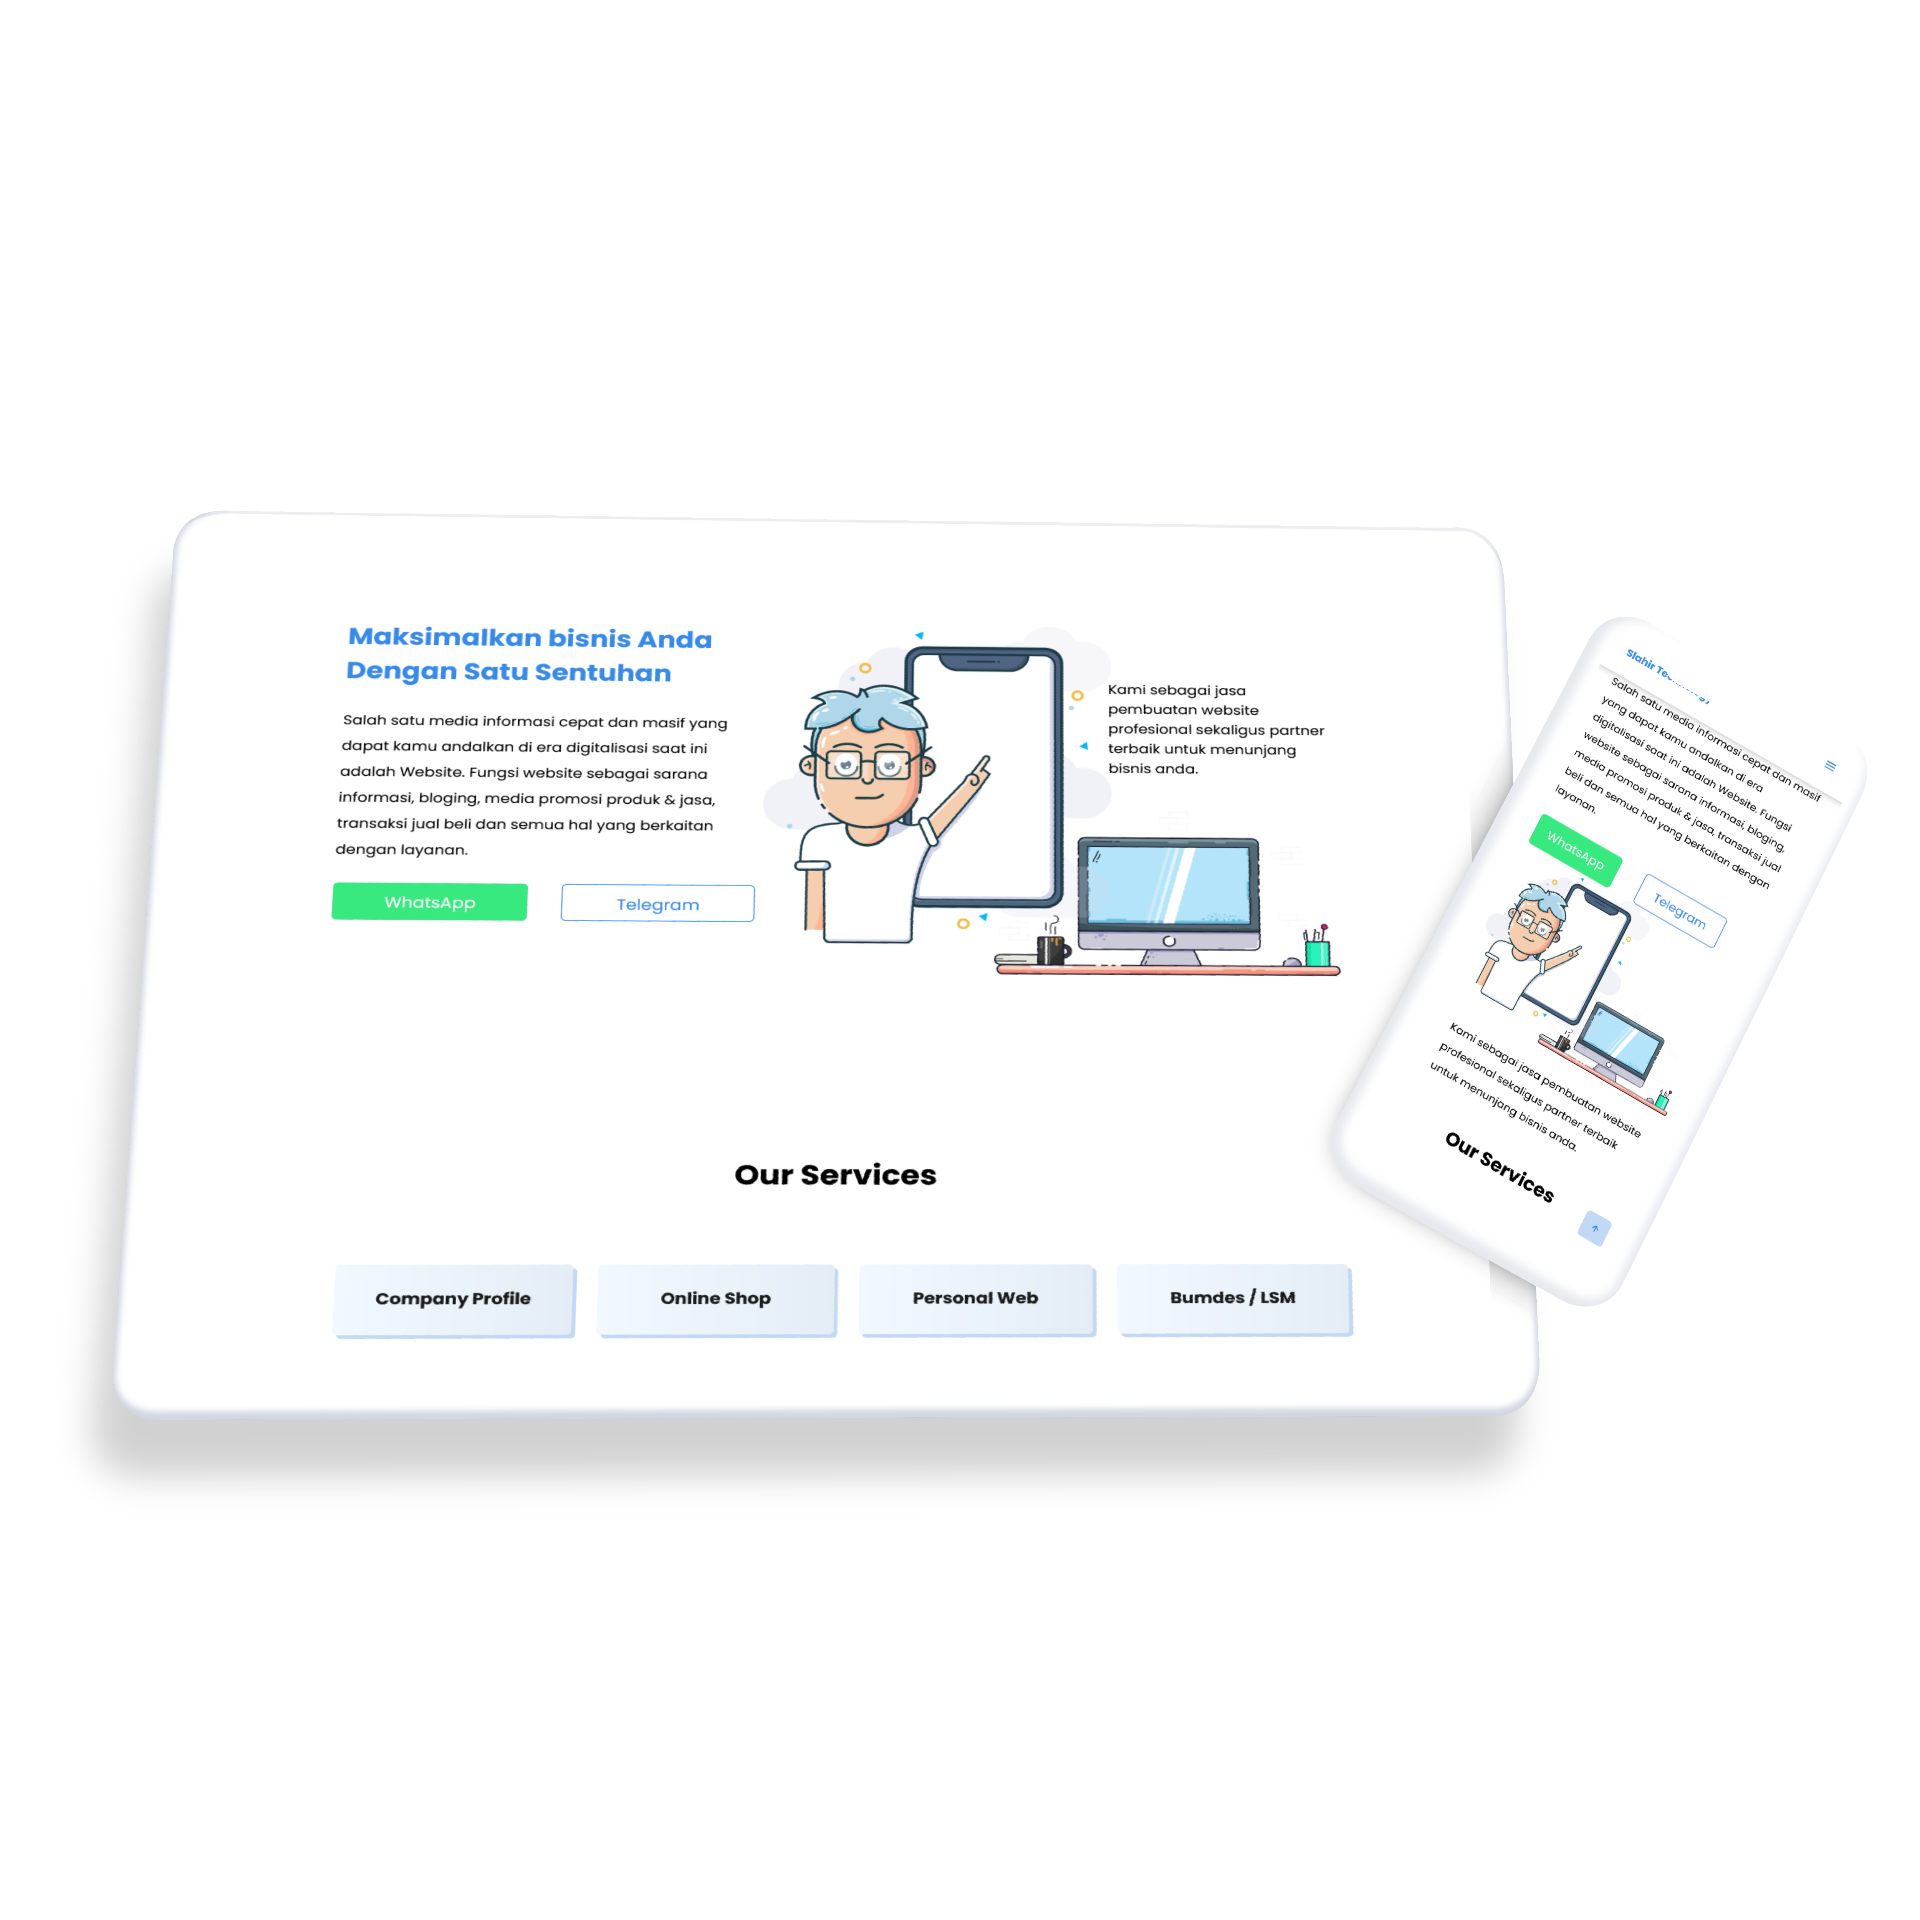 Maksimalkan bisnis Anda
Dengan Satu Sentuhan
Salah satu media informasi cepat dan masif yang
dapat kamu andalkan di era digitalisasi saat ini
adalah Website. Fungsi website sebagai sarana
informasi, bloging, media promosi produk & jasa,
transaksi jual beli dan semua hal yang berkaitan
dengan layanan.
WhatsApp
Telegram
Kami sebagai jasa
pembuatan website
profesional sekaligus partner
terbaik untuk menunjang
bisnis anda.
Our Services
Company Profile
Online Shop
Personal Web
Bumdes / LSM
Slahir
Salah satu media informasi cepat dan masif
yang dapat kamu andalkan di era
digitalisasi saat ini adalah Website. Fungsi
website sebagai sarana informasi, bloging,
media promosi produk & jasa, transaksi jual
beli dan semua hal yang berkaitan dengan
layanan.
WhatsApp
Telegram
Kami sebagai jasa pembuatan website
profesional sekaligus partner terbaik
untuk menunjang bisnis anda.
Our Services